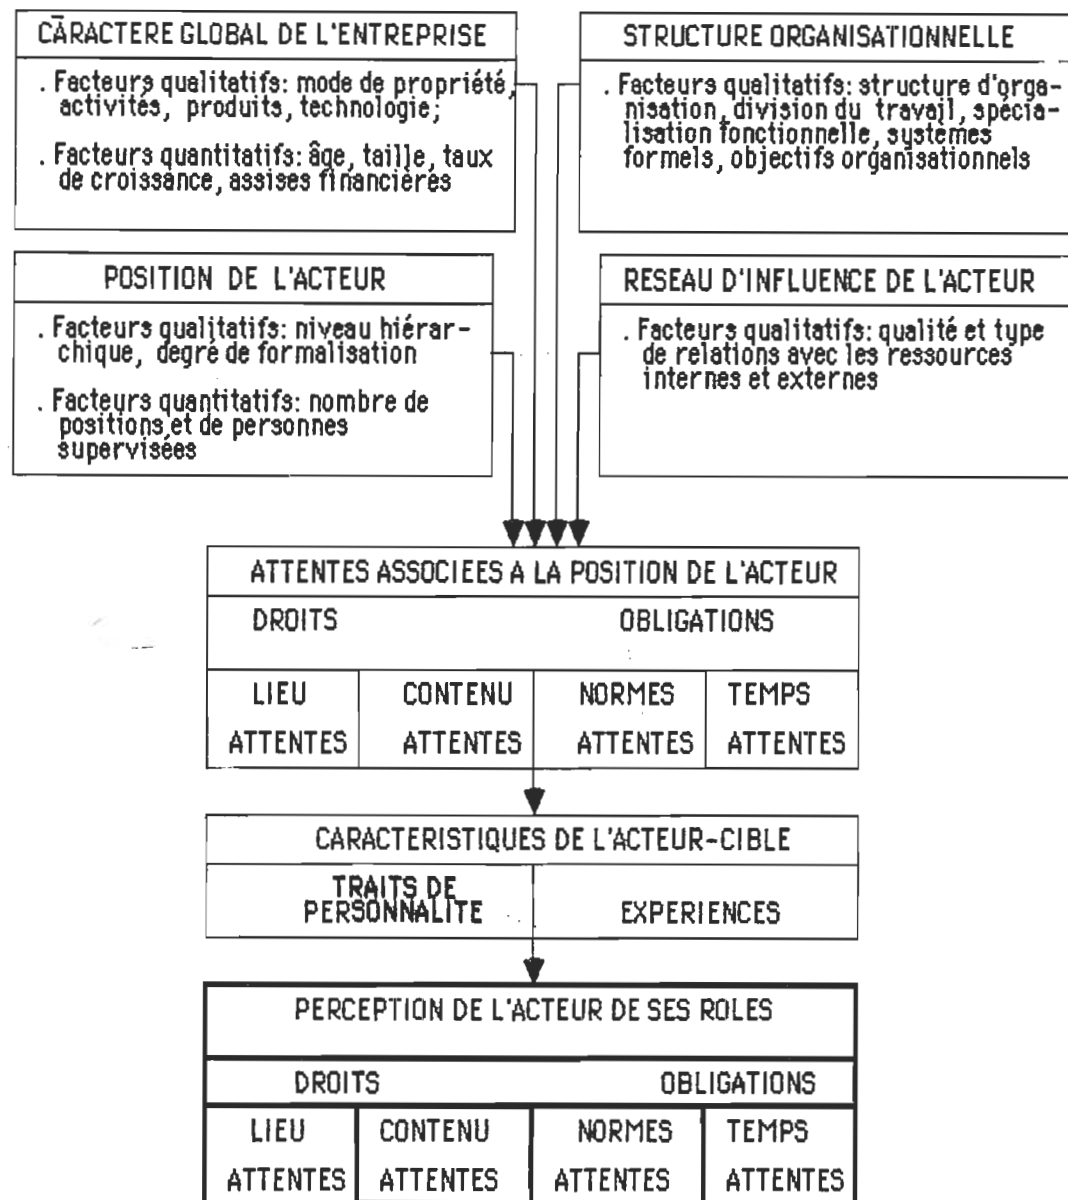 CARACTERE GLOBAL DE L'ENTREPRISE
. Facteurs qualitatifs: mode de propriété,
activités, produits, technologie;
. Facteurs quantitatifs: âge, taille, taux
de croissance, assises financières
STRUCTURE ORGANISATIONNELLE
. Facteurs qualitatifs: structure d'orga-
nisation, division du travail, spécia-
lisation fonctionnelle, systèmes
formels, objectifs organisationnels
POSITION DE L'ACTEUR
. Facteurs qualitatifs: niveau hiérar-
chique, degré de formalisation
. Facteurs quantitatifs: nombre de
positions et de personnes
supervisées
RESEAU D'INFLUENCE DE L'ACTEUR
. Facteurs qualitatifs: qualité et type
de relations avec les ressources
internes et externes
ATTENTES ASSOCIEES A LA POSITION DE L'ACTEUR
DROITS OBLIGATIONS
LIEU CONTENU NORMES TEMPS
ATTENTES ATTENTES ATTENTES ATTENTES
CARACTERISTIQUES DE L'ACTEUR-CIBLE
TRAITS DE
PERSONNALITE EXPERIENCES
PERCEPTION DE L'ACTEUR DE SES ROLES
DROITS OBLIGATIONS
LIEU CONTENU NORMES TEMPS
ATTENTES ATTENTES ATTENTES ATTENTES